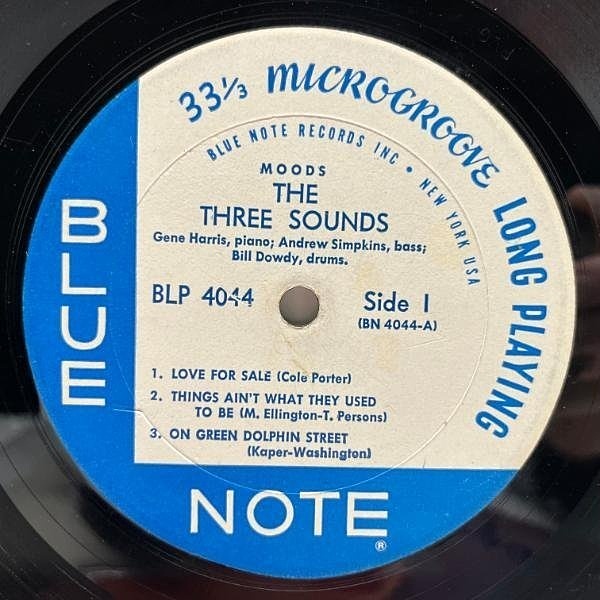 33⅓ MICROGROOVE LONG PLAYING
BLUE NOTE RECORDS INC • NEW YORK USA
MOODS
THE
THREE SOUNDS
Gene Harris, piano; Andrew Simpkins, bass;
Bill Dowdy, drums.
BLP 4044
Side 1
(BN 4044-A)
1. LOVE FOR SALE (Cole Porter)
2. THINGS AIN'T WHAT THEY USED
TO BE (M. Ellington-T. Persons)
3. ON GREEN DOLPHIN STREET
(Kaper-Washington)
BLUE
NOTE
®